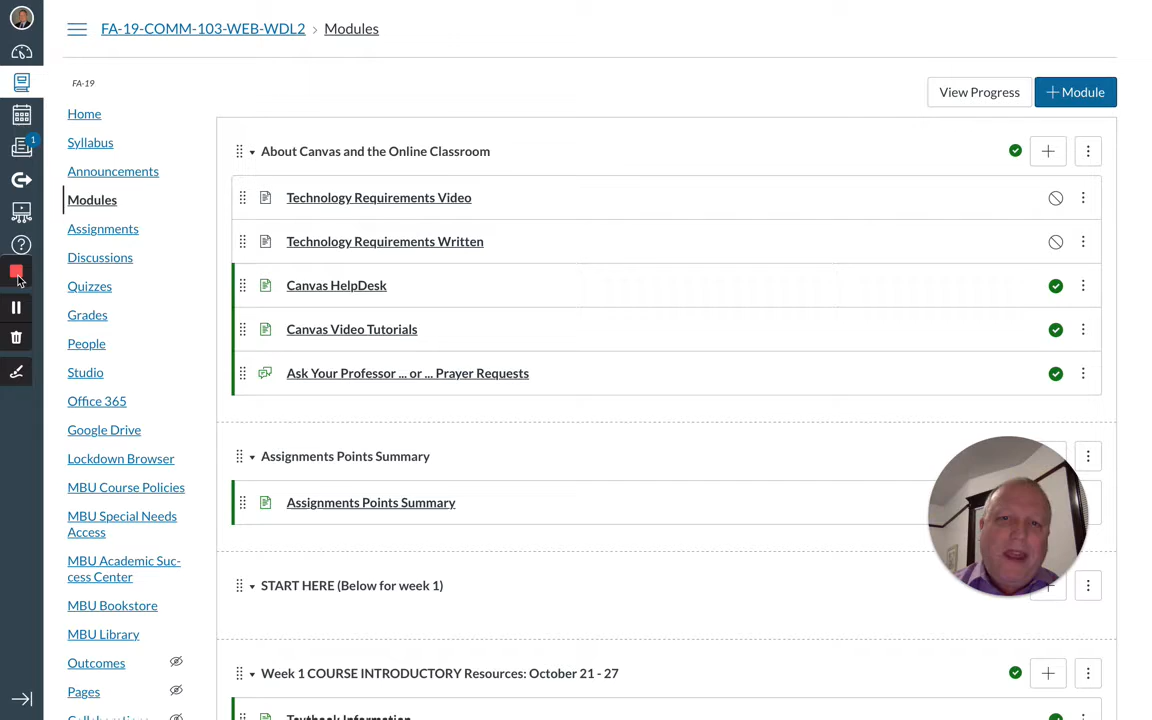 FA-19-COMM-103-WEB-WDL2 › Modules
FA-19
View Progress
+ Module
1
Home
Syllabus
Announcements
Modules
Assignments
Discussions
Quizzes
Grades
People
Studio
Office 365
Google Drive
Lockdown Browser
MBU Course Policies
MBU Special Needs
Access
MBU Academic Suc-
cess Center
MBU Bookstore
MBU Library
Outcomes
Pages
Collaborations
About Canvas and the Online Classroom
Technology Requirements Video
Technology Requirements Written
Canvas HelpDesk
Canvas Video Tutorials
Ask Your Professor ... or ... Prayer Requests
Assignments Points Summary
Assignments Points Summary
START HERE (Below for week 1)
Week 1 COURSE INTRODUCTORY Resources: October 21 - 27
Textbook Information